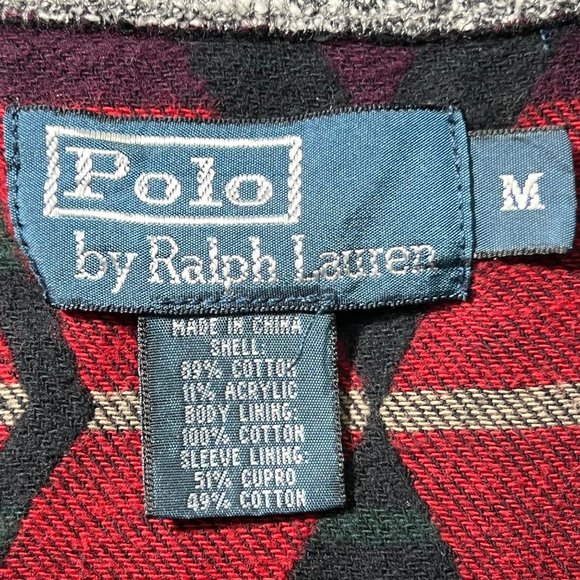 Polo
by Ralph Lauren
M
MADE IN CHINA
SHELL:
89% COTTON
11% ACRYLIC
BODY LINING:
100% COTTON
SLEEVE LINING:
51% CUPRO
49% COTTON